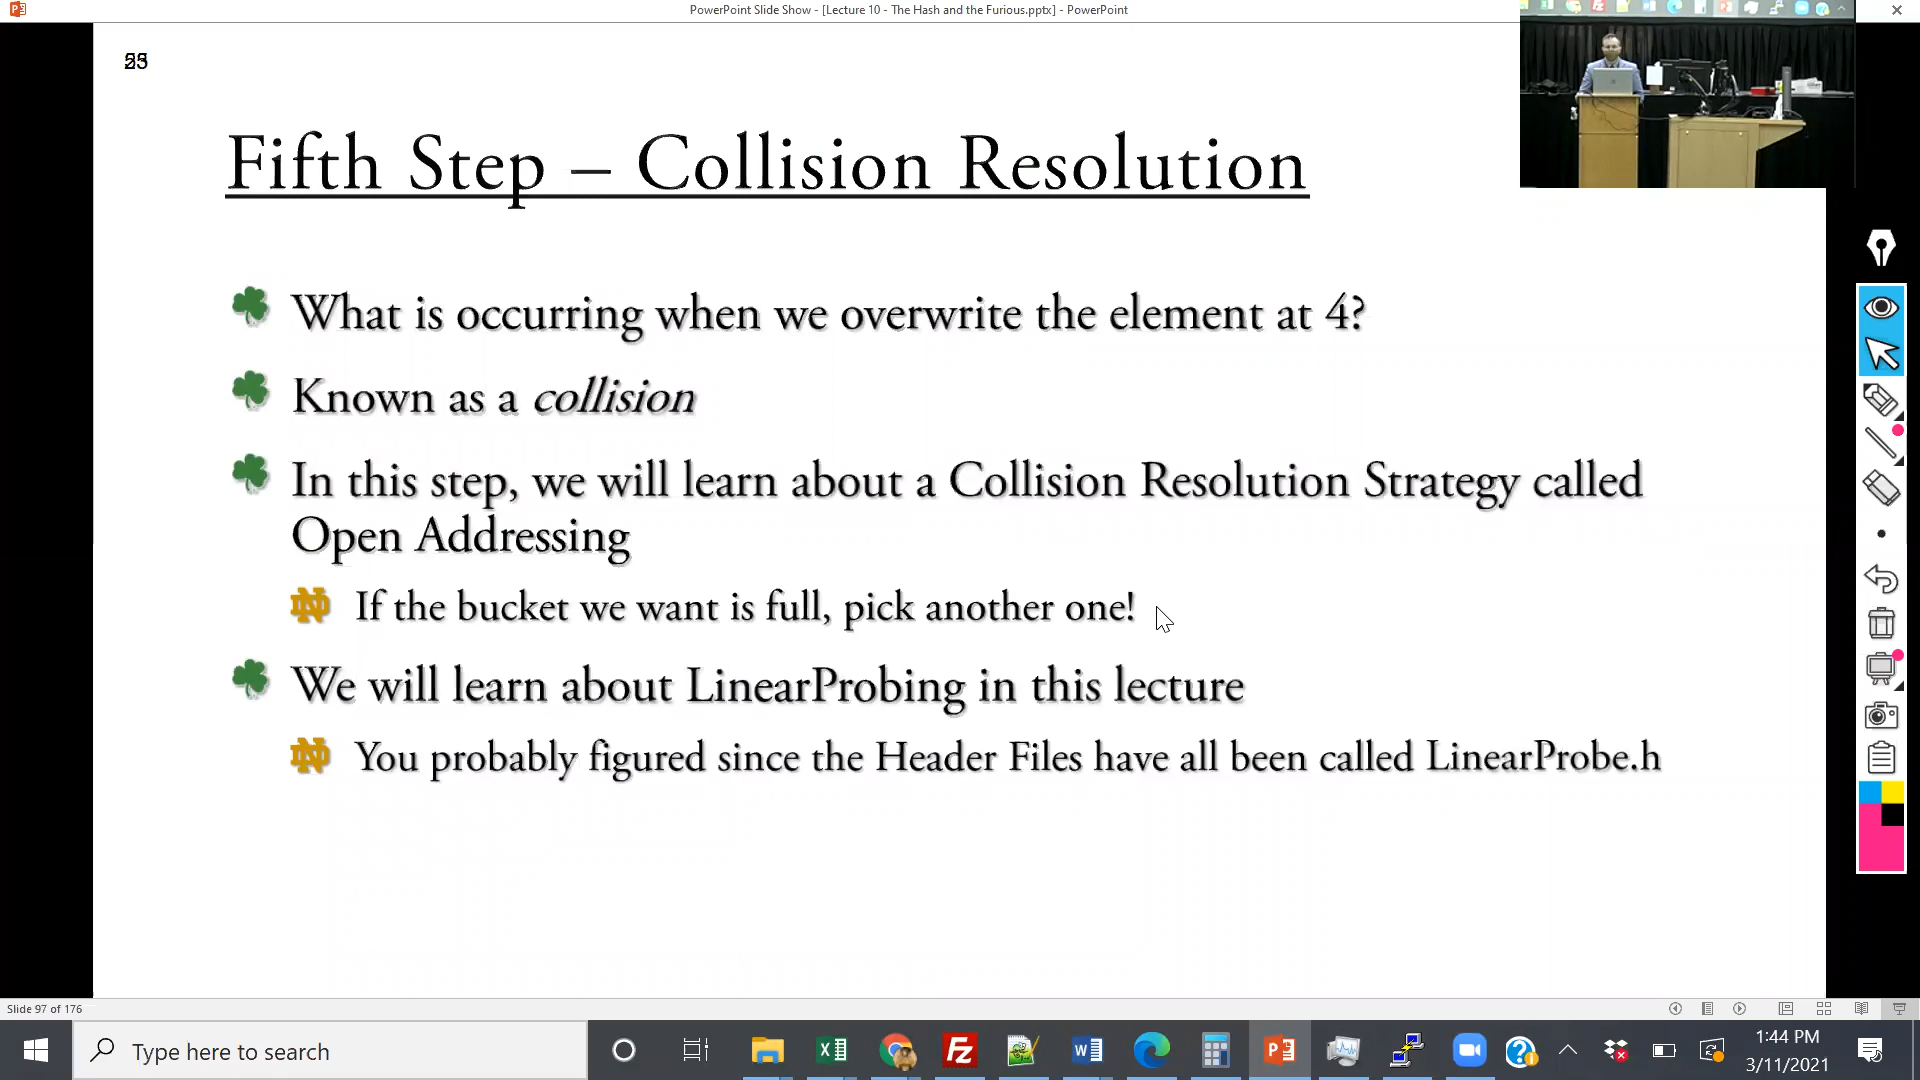 PowerPoint Slide Show - [Lecture 10 - The Hash and the Furious.pptx] - PowerPoint
Fifth Step – Collision Resolution
What is occurring when we overwrite the element at 4?
Known as a collision
In this step, we will learn about a Collision Resolution Strategy called
Open Addressing
If the bucket we want is full, pick another one!
We will learn about LinearProbing in this lecture
You probably figured since the Header Files have all been called LinearProbe.h
Slide 97 of 176
Type here to search
1:44 PM
3/11/2021